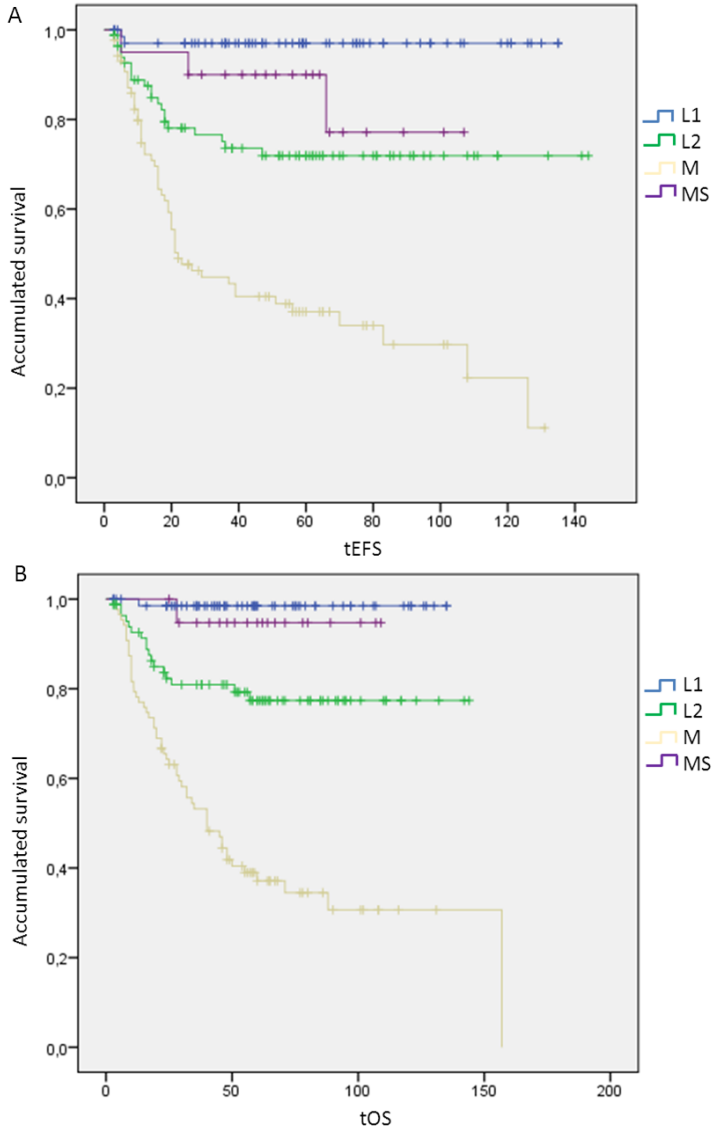 A
1,0
0,8
0,6
0,4
0,2
0,0
Accumulated survival
0 20 40 60 80 100 120 140
tEFS
L1
L2
M
MS
B
1,0
0,8
0,6
0,4
0,2
0,0
Accumulated survival
0 50 100 150 200
tOS
L1
L2
M
MS